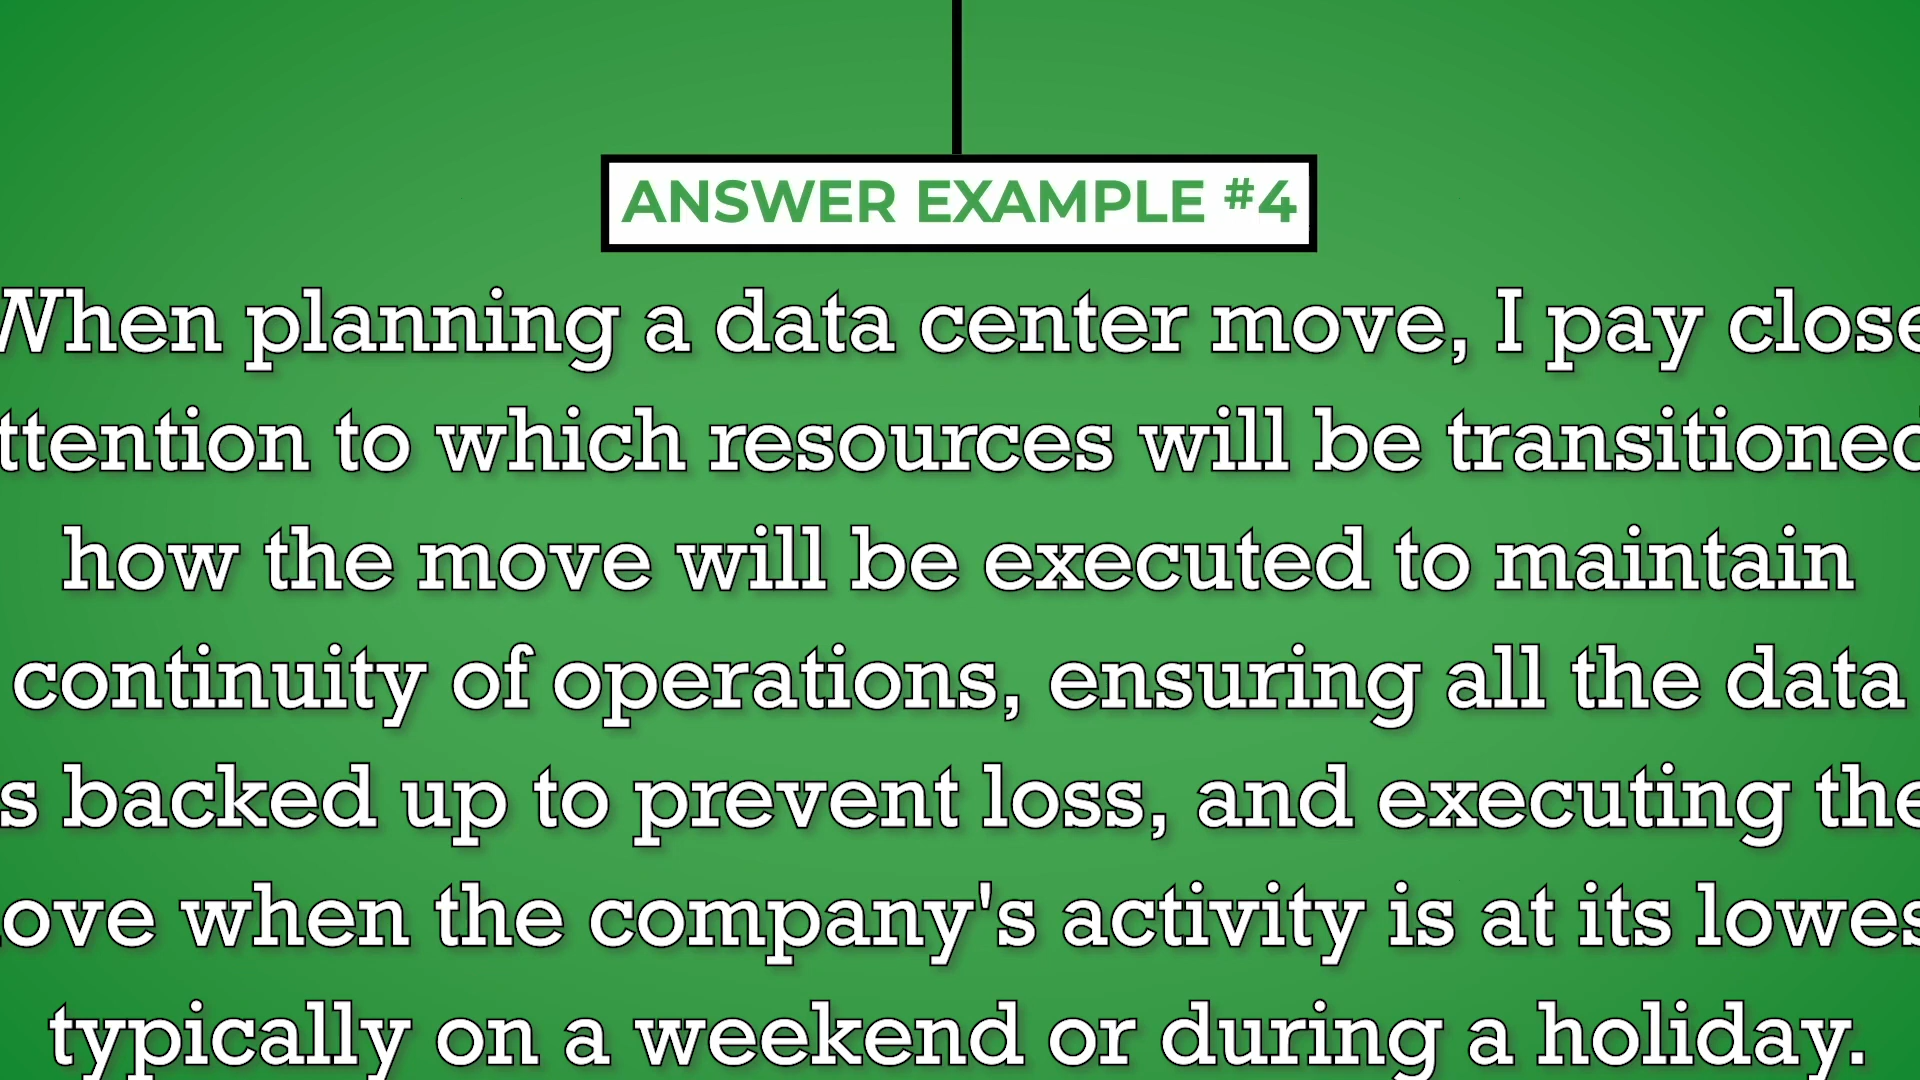 ANSWER EXAMPLE #4
When planning a data center move, I pay close
ttention to which resources will be transitioned
how the move will be executed to maintain
continuity of operations, ensuring all the data
s backed up to prevent loss, and executing the
ove when the company's activity is at its lowes
typically on a weekend or during a holiday.